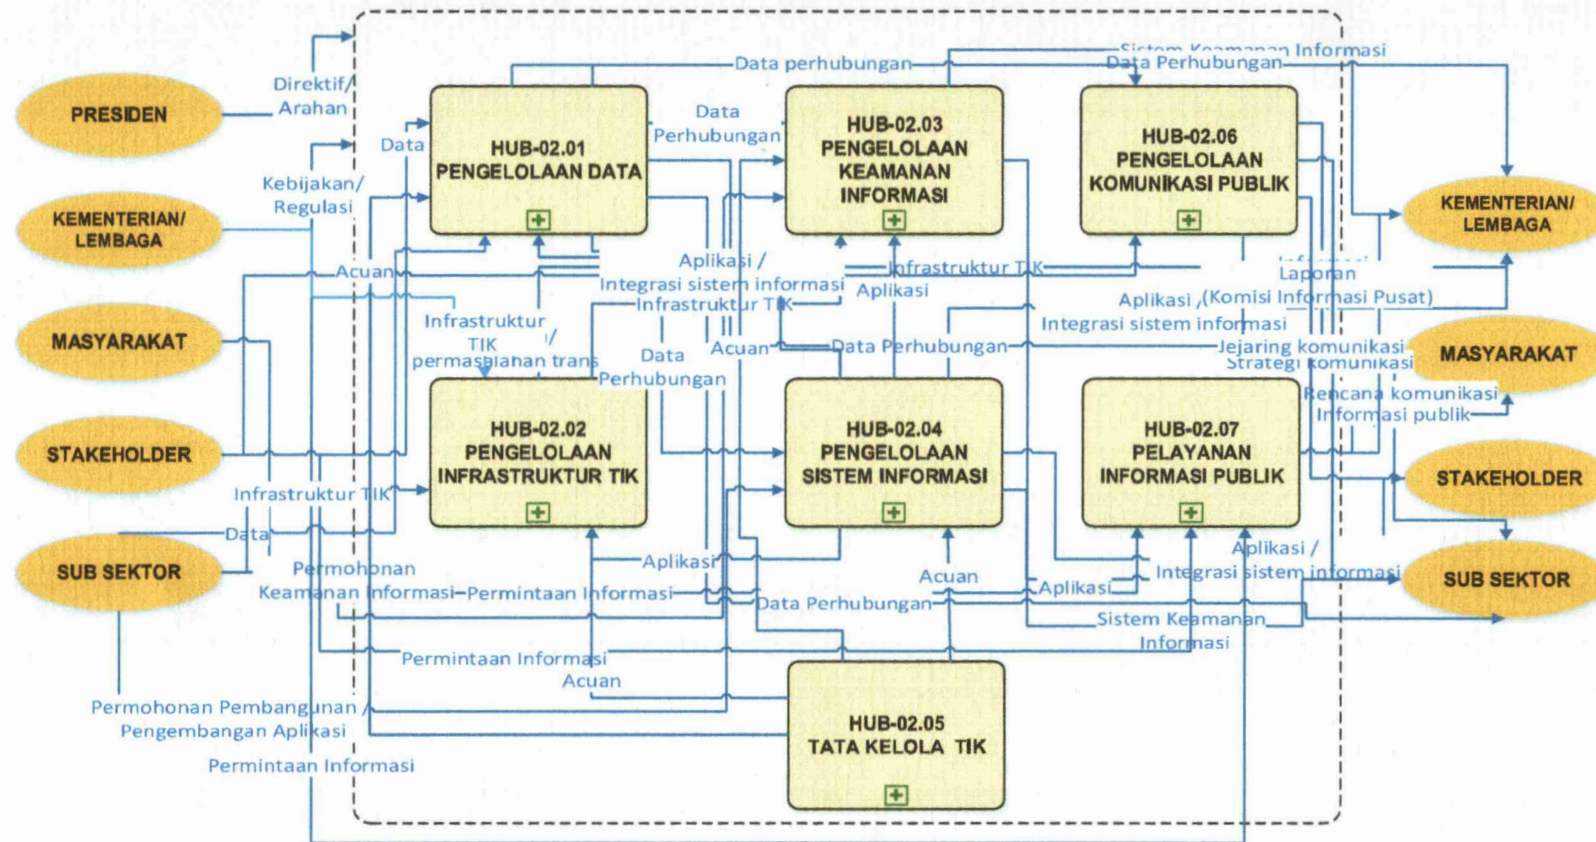 Sistem Keamanan Informasi
Data perhubungan
Data Perhubungan
Direktif/
Arahan
PRESIDEN
Data
Data
Perhubungan
HUB-02.01
PENGELOLAAN DATA
HUB-02.03
PENGELOLAAN
KEAMANAN
INFORMASI
HUB-02.06
PENGELOLAAN
KOMUNIKASI PUBLIK
Kebijakan/
Regulasi
KEMENTERIAN/
LEMBAGA
KEMENTERIAN/
LEMBAGA
Acuan
Aplikasi /
Integrasi sistem informasi
Infrastruktur TIK
Infrastruktur TIK
Aplikasi
Informasi
Laporan
(Komisi Informasi Pusat)
Aplikasi /
Integrasi sistem informasi
MASYARAKAT
Infrastruktur
TIK /
permasalahan trans
Data
Perhubungan
Acuan
Data Perhubungan
Jejaring komunikasi
Strategi komunikasi
MASYARAKAT
Rencana komunikasi
Informasi publik
STAKEHOLDER
HUB-02.02
PENGELOLAAN
INFRASTRUKTUR TIK
HUB-02.04
PENGELOLAAN
SISTEM INFORMASI
HUB-02.07
PELAYANAN
INFORMASI PUBLIK
STAKEHOLDER
Infrastruktur TIK
Data
SUB SEKTOR
Permohonan
Keamanan Informasi
Permintaan Informasi
Aplikasi
Acuan
Aplikasi
Aplikasi /
Integrasi sistem informasi
SUB SEKTOR
Data Perhubungan
Sistem Keamanan
Informasi
Permintaan Informasi
Acuan
Permohonan Pembangunan /
Pengembangan Aplikasi
HUB-02.05
TATA KELOLA TIK
Permintaan Informasi